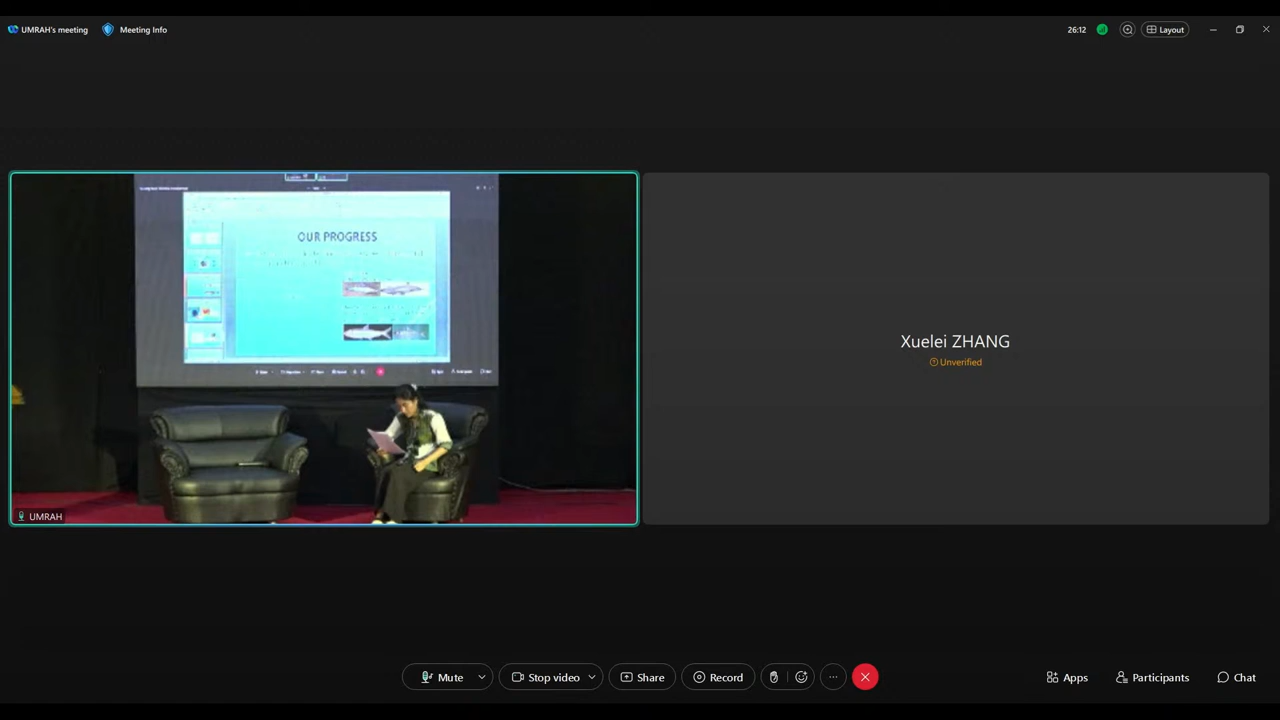 UMRAH's meeting
Meeting Info
26:12
Layout
OUR PROGRESS
UMRAH
Xuelei ZHANG
Unverified
Mute
Stop video
Share
Record
Apps
Participants
Chat